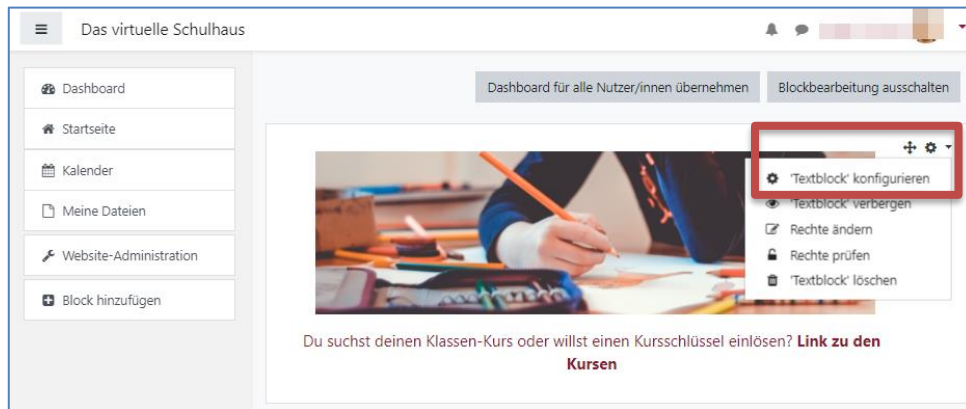 Das virtuelle Schulhaus
Dashboard
Startseite
Kalender
Meine Dateien
Website-Administration
Block hinzufügen
Dashboard für alle Nutzer/innen übernehmen
Blockbearbeitung ausschalten
'Textblock' konfigurieren
'Textblock' verbergen
Rechte ändern
Rechte prüfen
'Textblock' löschen
Du suchst deinen Klassen-Kurs oder willst einen Kursschlüssel einlösen? Link zu den
Kursen